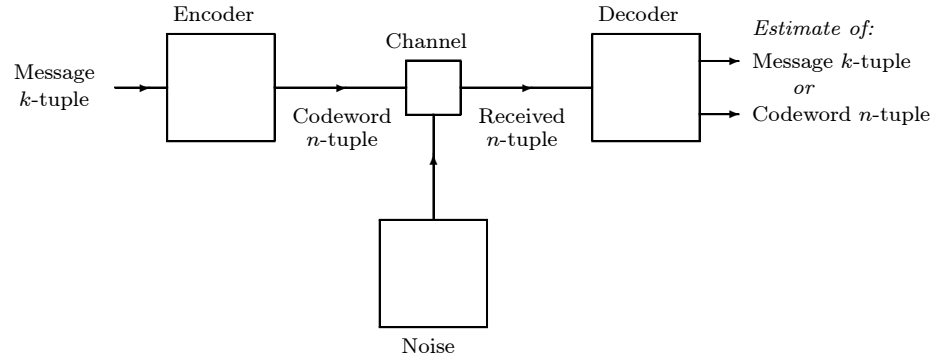 Encoder
Decoder
Estimate of:
Channel
Message
k-tuple
Message k-tuple
or
Codeword n-tuple
Codeword
n-tuple
Received
n-tuple
Noise